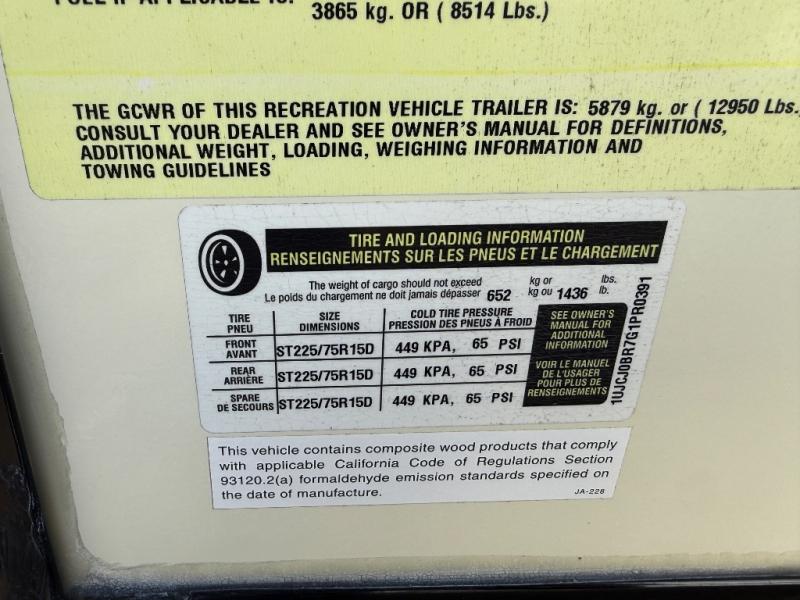 3865 kg. OR ( 8514 Lbs.)
THE GCWR OF THIS RECREATION VEHICLE TRAILER IS: 5879 kg. or ( 12950 Lbs.
CONSULT YOUR DEALER AND SEE OWNER'S MANUAL FOR DEFINITIONS,
ADDITIONAL WEIGHT, LOADING, WEIGHING INFORMATION AND
TOWING GUIDELINES
TIRE AND LOADING INFORMATION
RENSEIGNEMENTS SUR LES PNEUS ET LE CHARGEMENT
The weight of cargo should not exceed kg or lbs.
Le poids du chargement ne doit jamais dépasser 652 kg ou 1436 lb.
TIRE SIZE COLD TIRE PRESSURE
PNEU DIMENSIONS PRESSION DES PNEUS À FROID
FRONT
AVANT ST225/75R15D 449 KPA, 65 PSI
REAR
ARRIÈRE ST225/75R15D 449 KPA, 65 PSI
SPARE
DE SECOURS ST225/75R15D 449 KPA, 65 PSI
SEE OWNER'S
MANUAL FOR
ADDITIONAL
INFORMATION
VOIR LE MANUEL
DE L'USAGER
POUR PLUS DE
RENSEIGNEMENTS
1UJCJ0BR7G1PR0391
This vehicle contains composite wood products that comply
with applicable California Code of Regulations Section
93120.2(a) formaldehyde emission standards specified on
the date of manufacture.
JA-228